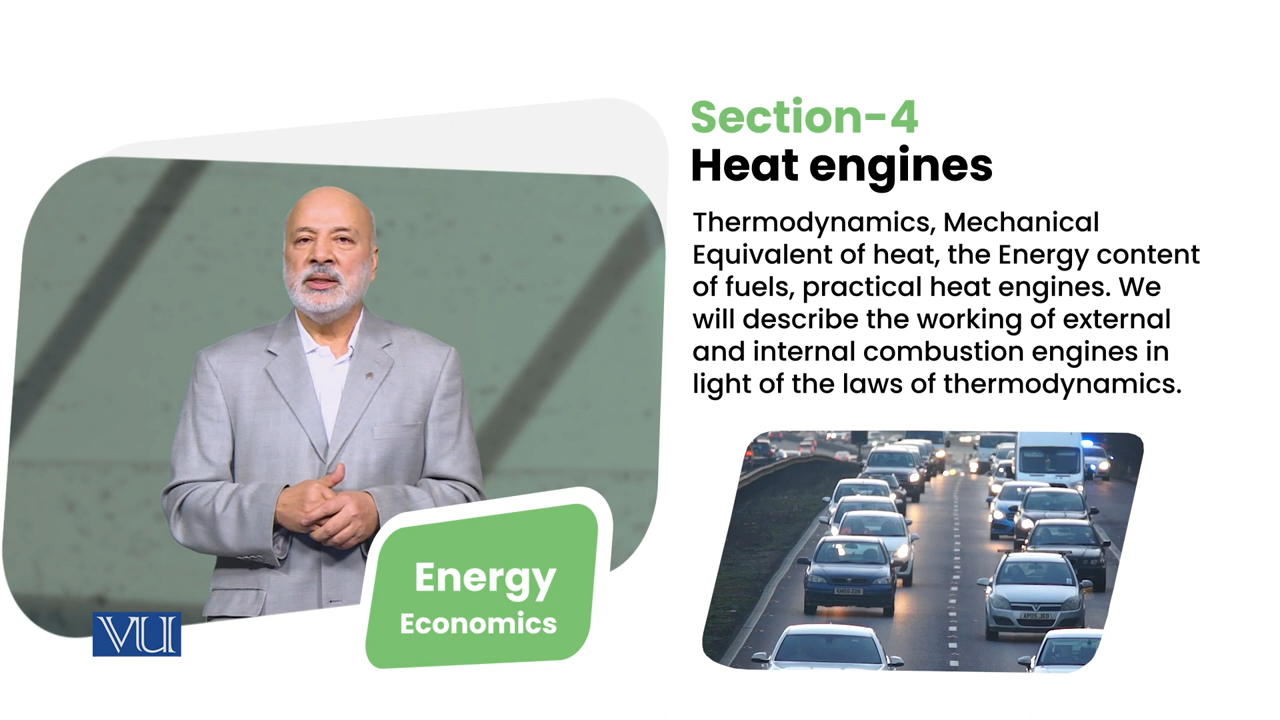 Section-4
Heat engines
Thermodynamics, Mechanical
Equivalent of heat, the Energy content
of fuels, practical heat engines. We
will describe the working of external
and internal combustion engines in
light of the laws of thermodynamics.
Energy
Economics
VU